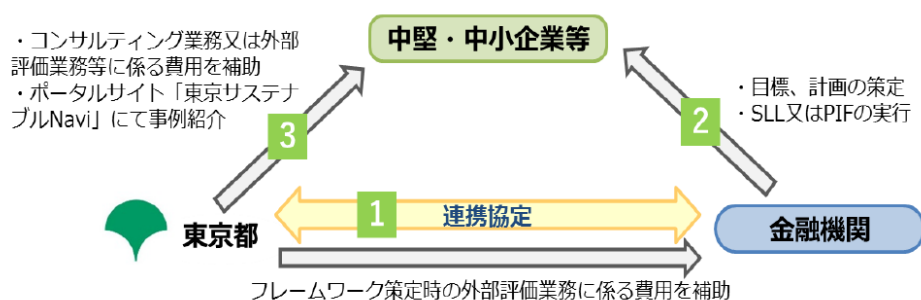 ・コンサルティング業務又は外部
評価業務等に係る費用を補助
・ポータルサイト「東京サステナ
ブルNavi」にて事例紹介
中堅・中小企業等
・目標、計画の策定
・SLL又はPIFの実行
3
2
1
連携協定
東京都
金融機関
フレームワーク策定時の外部評価業務に係る費用を補助